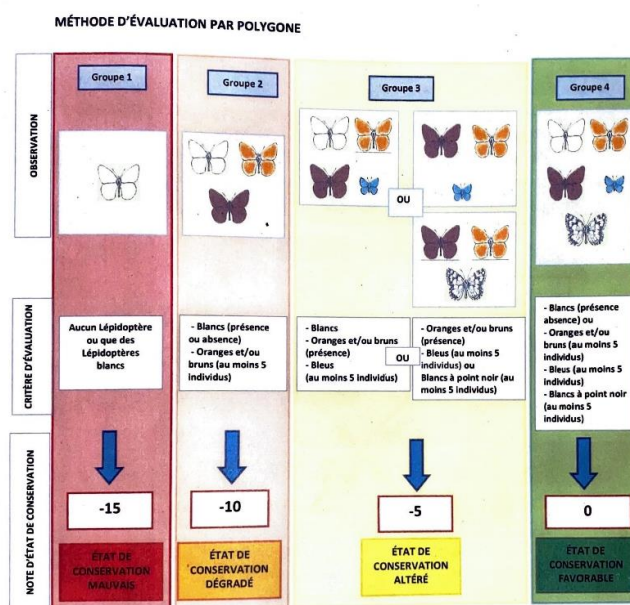 MÉTHODE D'ÉVALUATION PAR POLYGONE
OBSERVATION
Groupe 1
Groupe 2
Groupe 3
Groupe 4
OU
CRITÈRE D'ÉVALUATION
Aucun Lépidoptère
ou que des
Lépidoptères
blancs
- Blancs (présence
ou absence)
- Oranges et/ou
bruns (au moins 5
individus)
- Blancs
- Oranges et/ou bruns
(présence)
- Bleus
(au moins 5 individus)
OU
- Oranges et/ou bruns
(présence)
- Bleus (au moins 5
individus) ou
Blancs à point noir (au
moins 5 individus)
- Blancs (présence
absence) ou
- Oranges et/ou
bruns (au moins 5
individus)
- Bleus (au moins 5
individus)
- Blancs à point noir
(au moins 5
individus)
NOTE D'ÉTAT DE CONSERVATION
-15
-10
-5
0
ÉTAT DE
CONSERVATION
MAUVAIS
ÉTAT DE
CONSERVATION
DÉGRADÉ
ÉTAT DE
CONSERVATION
ALTÉRÉ
ÉTAT DE
CONSERVATION
FAVORABLE